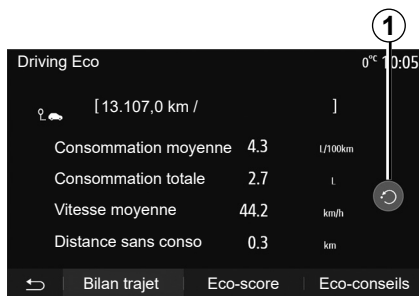 1
Driving Eco 0°ᶜ 10:05
[ 13.107,0 km / ]
Consommation moyenne 4.3 L/100km
Consommation totale 2.7 L
Vitesse moyenne 44.2 km/h
Distance sans conso 0.3 km
Bilan trajet Eco-score Eco-conseils